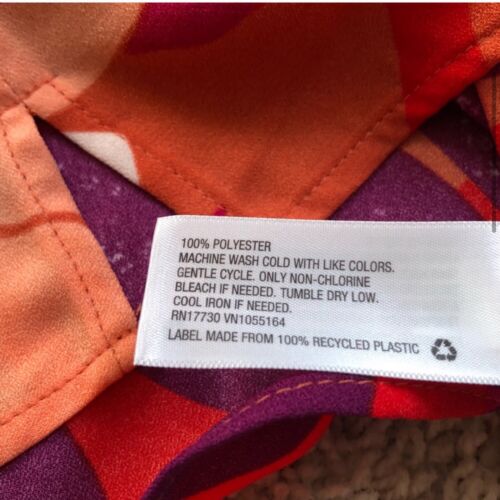 100% POLYESTER
MACHINE WASH COLD WITH LIKE COLORS.
GENTLE CYCLE. ONLY NON-CHLORINE
BLEACH IF NEEDED. TUMBLE DRY LOW.
COOL IRON IF NEEDED.
RN17730 VN1055164
LABEL MADE FROM 100% RECYCLED PLASTIC